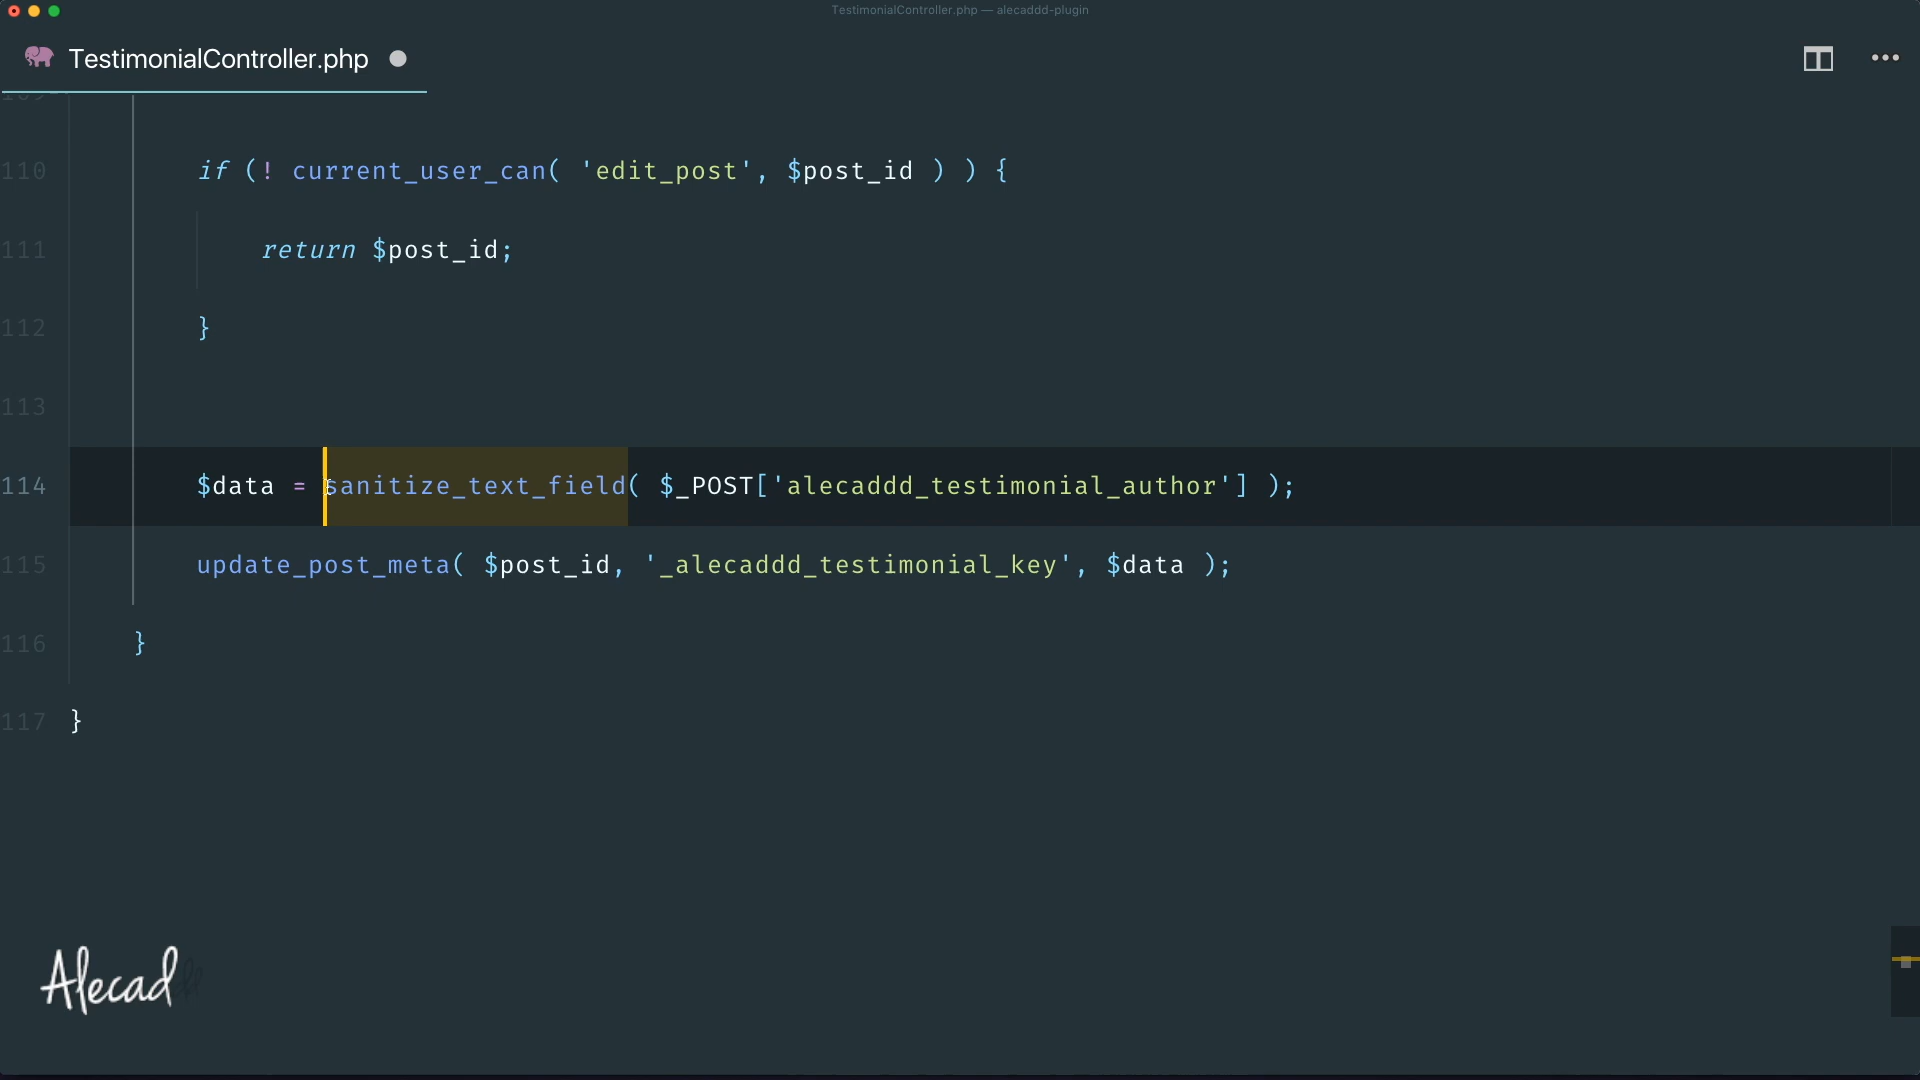 TestimonialController.php — alecaddd-plugin
TestimonialController.php
110 if (! current_user_can( 'edit_post', $post_id ) ) {
111 return $post_id;
112 }
113
114 $data = sanitize_text_field( $_POST['alecaddd_testimonial_author'] );
115 update_post_meta( $post_id, '_alecaddd_testimonial_key', $data );
116 }
117 }
Alecad